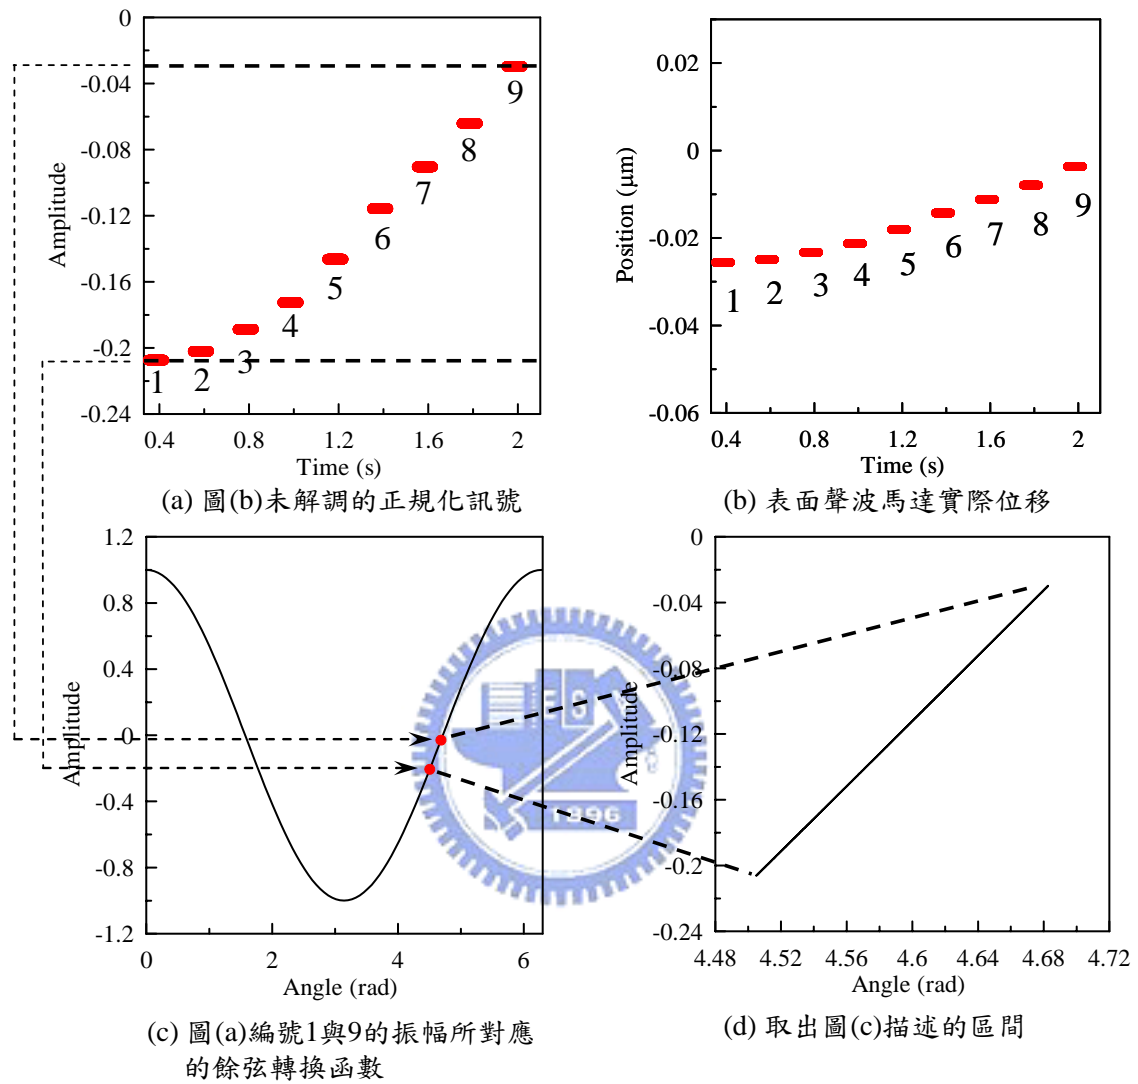 0
-0.04
-0.08
-0.12
-0.16
-0.2
-0.24
Amplitude
1
2
3
4
5
6
7
8
9
0.4 0.8 1.2 1.6 2
Time (s)
(a) 圖(b)未解調的正規化訊號
0.02
0
-0.02
-0.04
-0.06
Position (μm)
1
2
3
4
5
6
7
8
9
0.4 0.8 1.2 1.6 2
Time (s)
(b) 表面聲波馬達實際位移
1.2
0.8
0.4
-0
-0.4
-0.8
-1.2
Amplitude
0 2 4 6
Angle (rad)
(c) 圖(a)編號1與9的振幅所對應
的餘弦轉換函數
0
-0.04
-0.08
-0.12
-0.16
-0.2
-0.24
Amplitude
4.48 4.52 4.56 4.6 4.64 4.68 4.72
Angle (rad)
(d) 取出圖(c)描述的區間
E S
1896